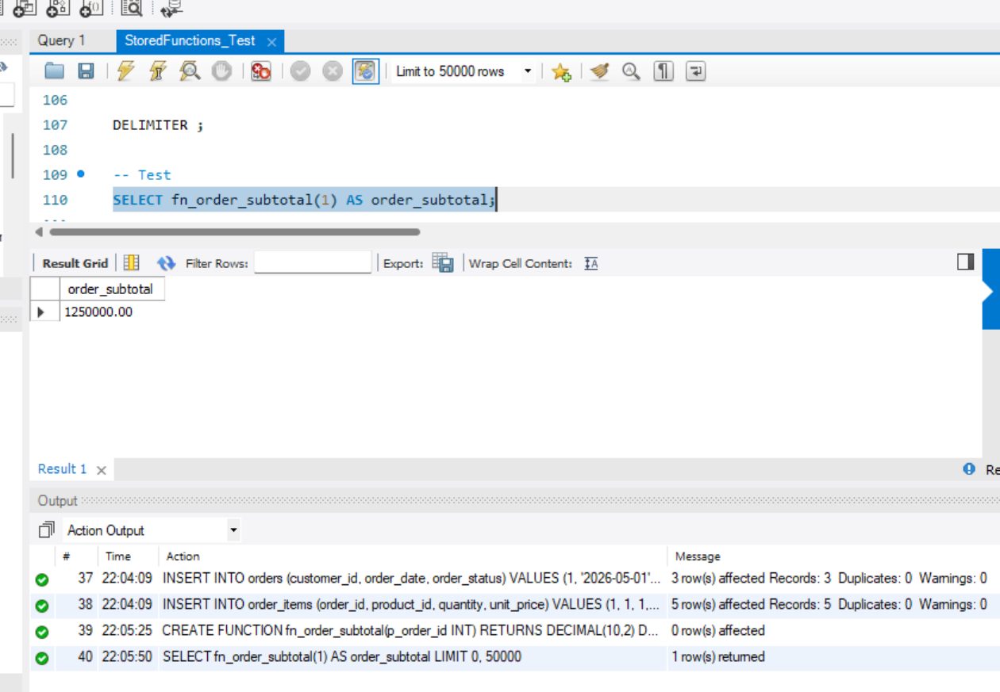 Query 1 StoredFunctions_Test
Limit to 50000 rows
106
107 DELIMITER ;
108
109 -- Test
110 SELECT fn_order_subtotal(1) AS order_subtotal;
Result Grid Filter Rows: Export: Wrap Cell Content:
order_subtotal
1250000.00
Result 1
Output
Action Output
# Time Action Message
37 22:04:09 INSERT INTO orders (customer_id, order_date, order_status) VALUES (1, '2026-05-01'... 3 row(s) affected Records: 3 Duplicates: 0 Warnings: 0
38 22:04:09 INSERT INTO order_items (order_id, product_id, quantity, unit_price) VALUES (1, 1, 1,... 5 row(s) affected Records: 5 Duplicates: 0 Warnings: 0
39 22:05:25 CREATE FUNCTION fn_order_subtotal(p_order_id INT) RETURNS DECIMAL(10,2) D... 0 row(s) affected
40 22:05:50 SELECT fn_order_subtotal(1) AS order_subtotal LIMIT 0, 50000 1 row(s) returned